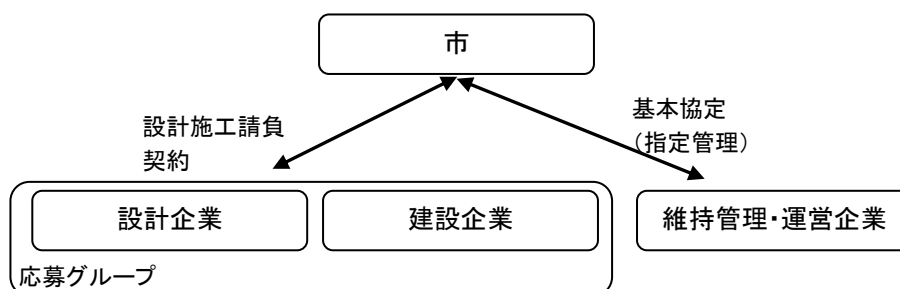 市
設計施工請負
契約
基本協定
（指定管理）
設計企業
建設企業
維持管理・運営企業
応募グループ